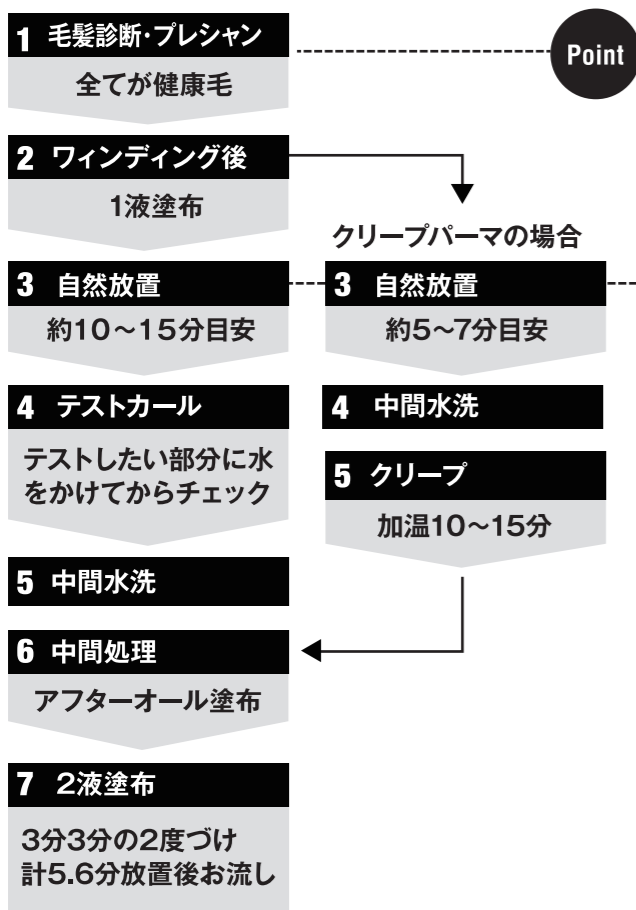 1 毛髪診断・プレシャン
Point
全てが健康毛
2 ワィンディング後
1液塗布
クリープパーマの場合
3 自然放置
約10〜15分目安
3 自然放置
約5〜7分目安
4 テストカール
テストしたい部分に水
をかけてからチェック
4 中間水洗
5 クリープ
加温10〜15分
5 中間水洗
6 中間処理
アフターオール塗布
7 2液塗布
3分3分の2度づけ
計5.6分放置後お流し